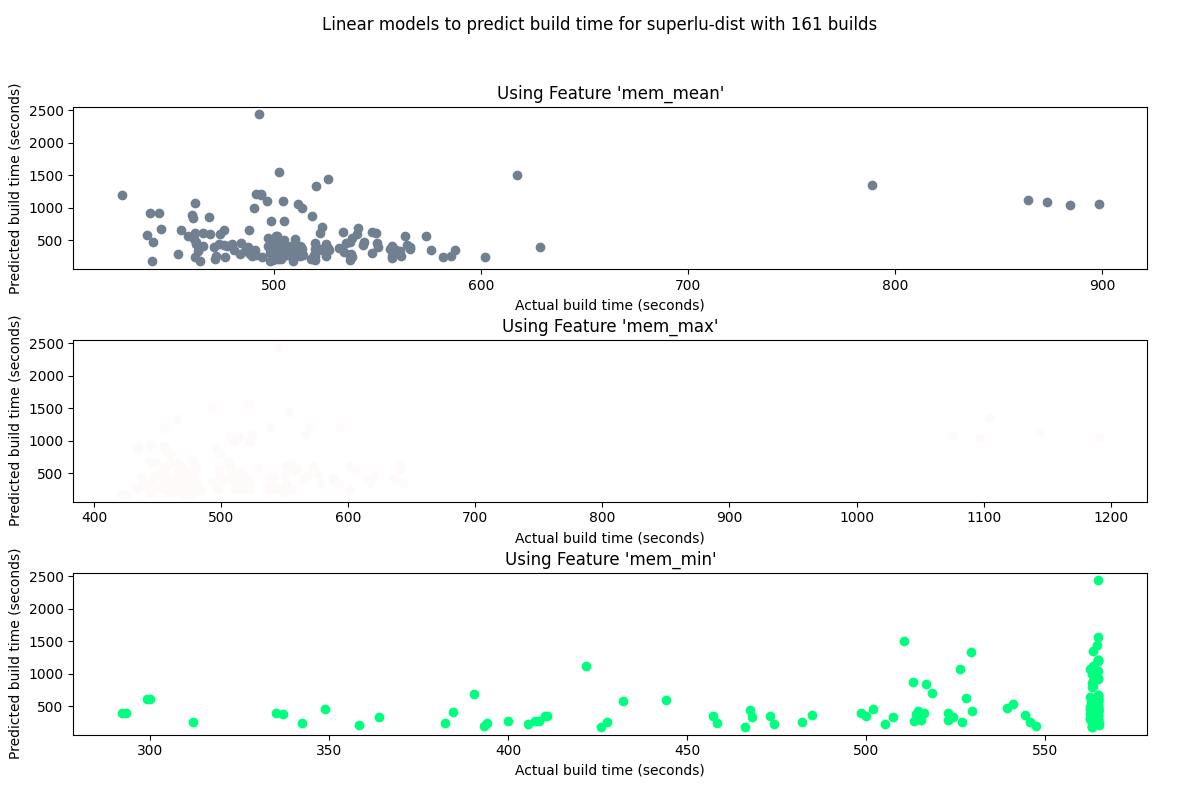 Linear models to predict build time for superlu-dist with 161 builds
Using Feature 'mem_mean'
Predicted build time (seconds)
2500
2000
1500
1000
500
500 600 700 800 900
Actual build time (seconds)
Using Feature 'mem_max'
Predicted build time (seconds)
2500
2000
1500
1000
500
400 500 600 700 800 900 1000 1100 1200
Actual build time (seconds)
Using Feature 'mem_min'
Predicted build time (seconds)
2500
2000
1500
1000
500
300 350 400 450 500 550
Actual build time (seconds)